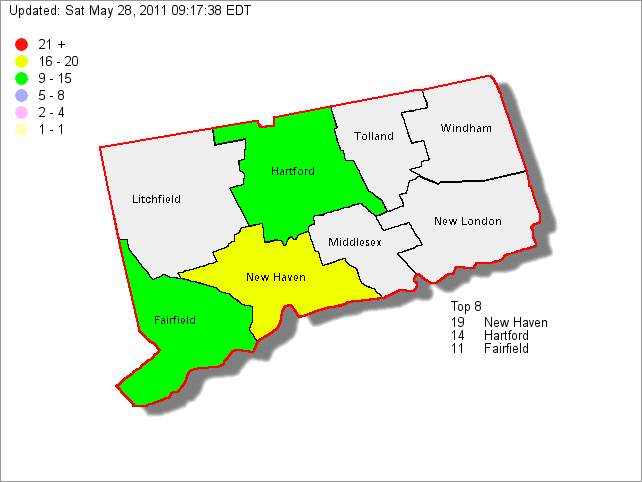 Updated: Sat May 28, 2011 09:17:38 EDT
21 +
16 - 20
9 - 15
5 - 8
2 - 4
1 - 1
Windham
Tolland
Hartford
Litchfield
New London
Middlesex
New Haven
Fairfield
Top 8
19 New Haven
14 Hartford
11 Fairfield